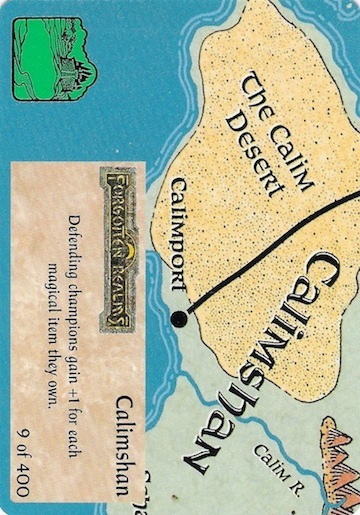 The Calim
Desert
Calimport
Calimshan
Calim R.
FORGOTTEN REALMS
Defending champions gain +1 for each
magical item they own.
Calimshan
9 of 400